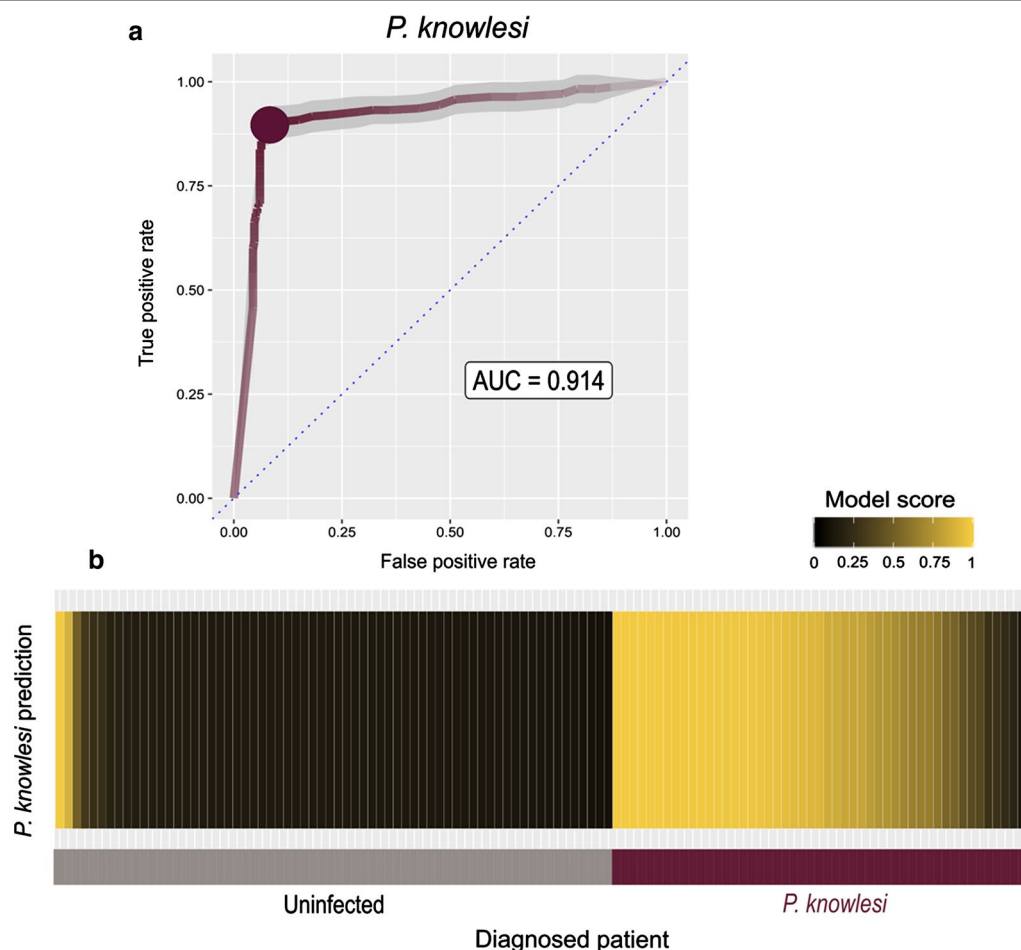 a
P. knowlesi
1.00
0.75
0.50
0.25
0.00
True positive rate
AUC = 0.914
0.00 0.25 0.50 0.75 1.00
False positive rate
Model score
0 0.25 0.5 0.75 1
b
P. knowlesi prediction
Uninfected
P. knowlesi
Diagnosed patient